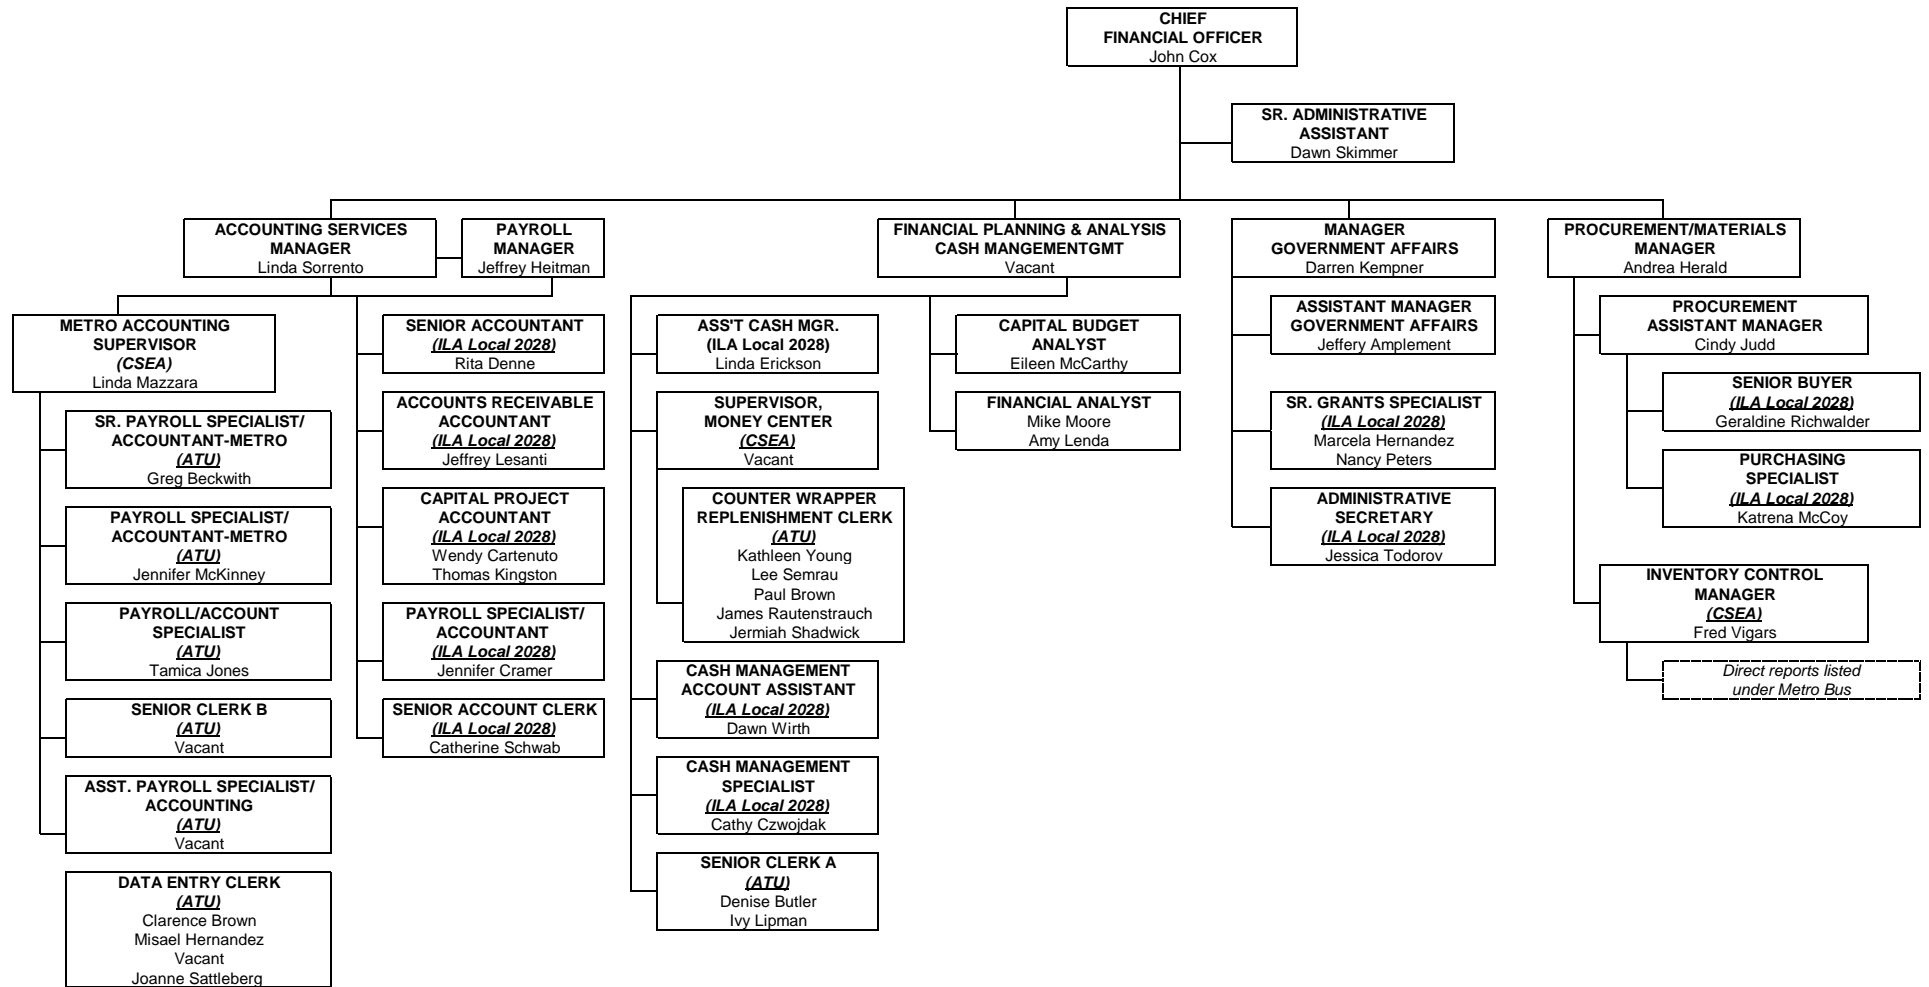 CHIEF
FINANCIAL OFFICER
John Cox
SR. ADMINISTRATIVE
ASSISTANT
Dawn Skimmer
ACCOUNTING SERVICES
MANAGER
Linda Sorrento
PAYROLL
MANAGER
Jeffrey Heitman
FINANCIAL PLANNING & ANALYSIS
CASH MANGEMENTGMT
Vacant
MANAGER
GOVERNMENT AFFAIRS
Darren Kempner
PROCUREMENT/MATERIALS
MANAGER
Andrea Herald
METRO ACCOUNTING
SUPERVISOR
(CSEA)
Linda Mazzara
SR. PAYROLL SPECIALIST/
ACCOUNTANT-METRO
(ATU)
Greg Beckwith
PAYROLL SPECIALIST/
ACCOUNTANT-METRO
(ATU)
Jennifer McKinney
PAYROLL/ACCOUNT
SPECIALIST
(ATU)
Tamica Jones
SENIOR CLERK B
(ATU)
Vacant
ASST. PAYROLL SPECIALIST/
ACCOUNTING
(ATU)
Vacant
DATA ENTRY CLERK
(ATU)
Clarence Brown
Misael Hernandez
Vacant
Joanne Sattleberg
SENIOR ACCOUNTANT
(ILA Local 2028)
Rita Denne
ACCOUNTS RECEIVABLE
ACCOUNTANT
(ILA Local 2028)
Jeffrey Lesanti
CAPITAL PROJECT
ACCOUNTANT
(ILA Local 2028)
Wendy Cartenuto
Thomas Kingston
PAYROLL SPECIALIST/
ACCOUNTANT
(ILA Local 2028)
Jennifer Cramer
SENIOR ACCOUNT CLERK
(ILA Local 2028)
Catherine Schwab
ASS'T CASH MGR.
(ILA Local 2028)
Linda Erickson
SUPERVISOR,
MONEY CENTER
(CSEA)
Vacant
COUNTER WRAPPER
REPLENISHMENT CLERK
(ATU)
Kathleen Young
Lee Semrau
Paul Brown
James Rautenstrauch
Jermiah Shadwick
CASH MANAGEMENT
ACCOUNT ASSISTANT
(ILA Local 2028)
Dawn Wirth
CASH MANAGEMENT
SPECIALIST
(ILA Local 2028)
Cathy Czwojdak
SENIOR CLERK A
(ATU)
Denise Butler
Ivy Lipman
CAPITAL BUDGET
ANALYST
Eileen McCarthy
FINANCIAL ANALYST
Mike Moore
Amy Lenda
ASSISTANT MANAGER
GOVERNMENT AFFAIRS
Jeffery Amplement
SR. GRANTS SPECIALIST
(ILA Local 2028)
Marcela Hernandez
Nancy Peters
ADMINISTRATIVE
SECRETARY
(ILA Local 2028)
Jessica Todorov
PROCUREMENT
ASSISTANT MANAGER
Cindy Judd
SENIOR BUYER
(ILA Local 2028)
Geraldine Richwalder
PURCHASING
SPECIALIST
(ILA Local 2028)
Katrena McCoy
INVENTORY CONTROL
MANAGER
(CSEA)
Fred Vigars
Direct reports listed
under Metro Bus